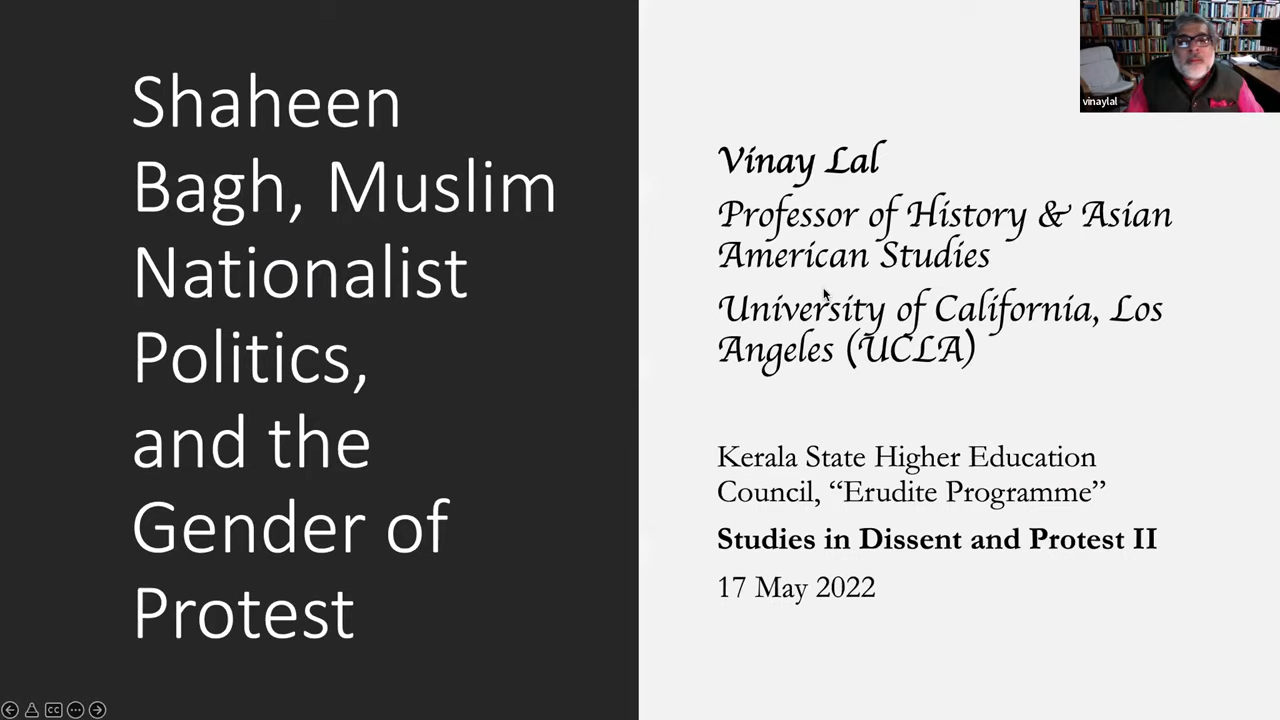 Shaheen
Bagh, Muslim
Nationalist
Politics,
and the
Gender of
Protest
vinaylal
Vinay Lal
Professor of History & Asian
American Studies
University of California, Los
Angeles (UCLA)
Kerala State Higher Education
Council, “Erudite Programme”
Studies in Dissent and Protest II
17 May 2022
CC